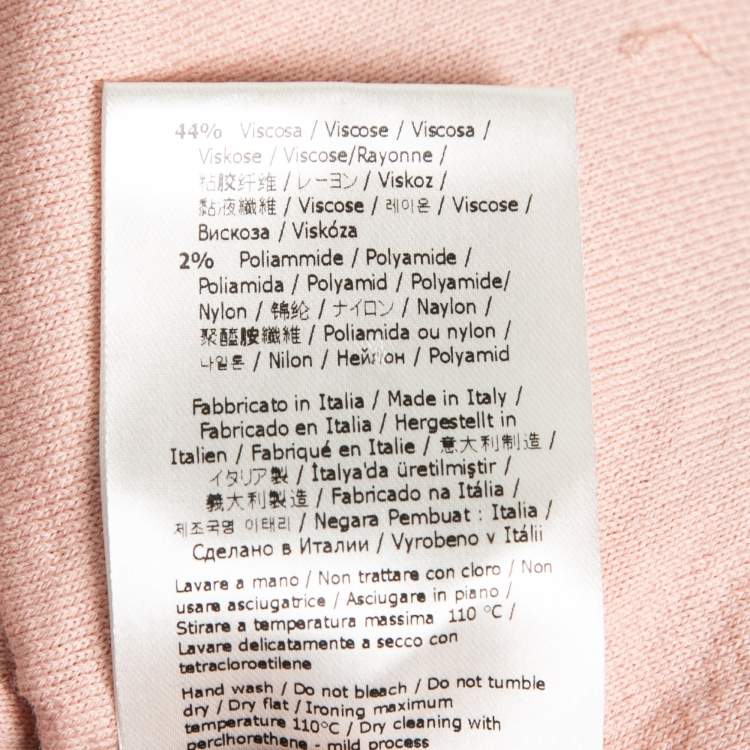 44% Viscosa / Viscose / Viscosa /
Viskose / Viscose/Rayonne /
粘胶纤维 / レーヨン / Viskoz /
黏液纖維 / Viscose / 레이온 / Viscose /
Вискоза / Viskóza
2% Poliammide / Polyamide /
Poliamida / Polyamid / Polyamide/
Nylon / 锦纶 / ナイロン / Naylon /
聚醯胺纖維 / Poliamida ou nylon /
나일론 / Nilon / Нейлон / Polyamid
Fabbricato in Italia / Made in Italy /
Fabricado en Italia / Hergestellt in
Italien / Fabriqué en Italie / 意大利制造 /
イタリア製 / İtalya'da üretilmiştir /
義大利製造 / Fabricado na Itália /
제조국명 이태리 / Negara Pembuat : Italia /
Сделано в Италии / Vyrobeno v Itálii
Lavare a mano / Non trattare con cloro / Non
usare asciugatrice / Asciugare in piano /
Stirare a temperatura massima 110 °C /
Lavare delicatamente a secco con
tetracloroetilene
Hand wash / Do not bleach / Do not tumble
dry / Dry flat / Ironing maximum
temperature 110°C / Dry cleaning with
perclhorethene - mild process